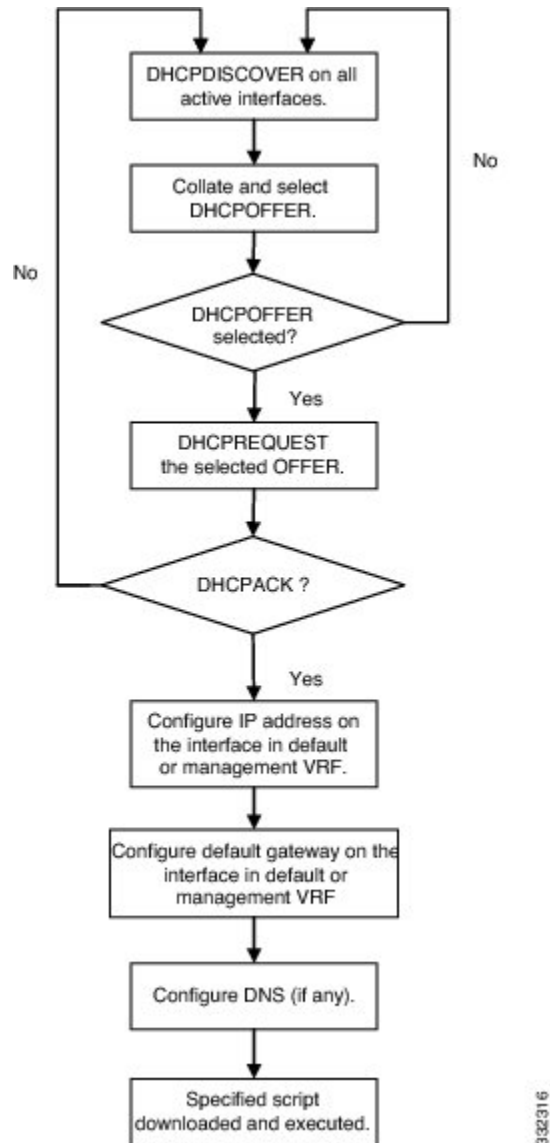 DHCPDISCOVER on all
active interfaces.
No
Collate and select
DHCPOFFER.
No
DHCPOFFER
selected?
Yes
DHCPREQUEST
the selected OFFER.
DHCPACK ?
Yes
Configure IP address on
the interface in default
or management VRF.
Configure default gateway on the
interface in default or
management VRF
Configure DNS (if any).
Specified script
downloaded and executed.